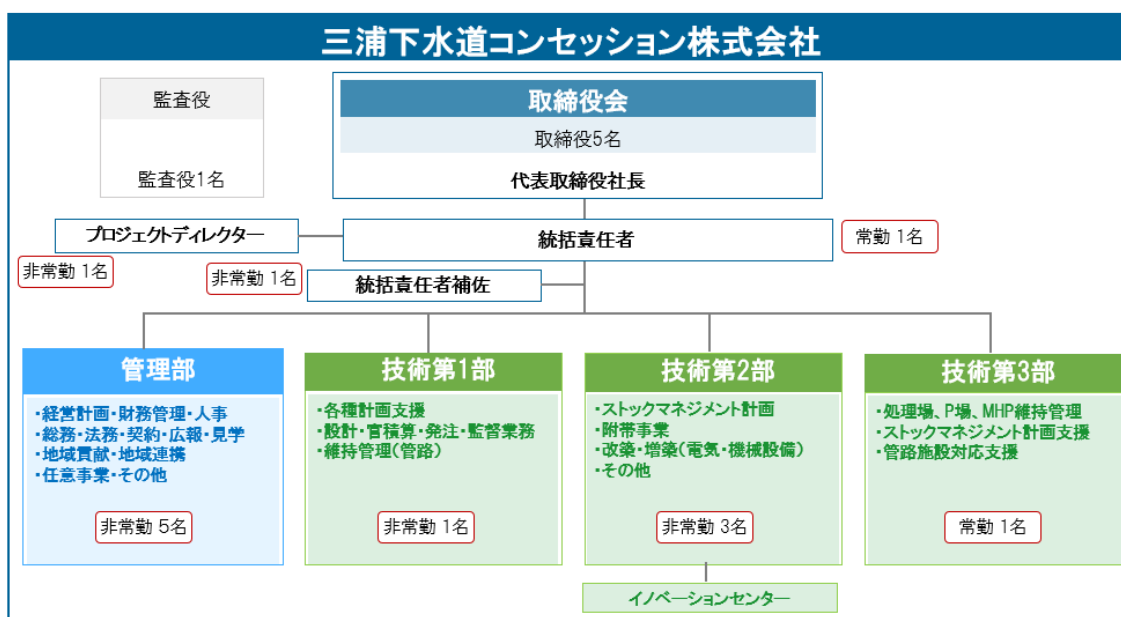 三浦下水道コンセッション株式会社
監査役
監査役1名
取締役会
取締役5名
代表取締役社長
プロジェクトディレクター
統括責任者
常勤 1名
非常勤 1名
非常勤 1名
統括責任者補佐
管理部
・経営計画・財務管理・人事
・総務・法務・契約・広報・見学
・地域貢献・地域連携
・任意事業・その他
非常勤 5名
技術第1部
・各種計画支援
・設計・官積算・発注・監督業務
・維持管理(管路)
非常勤 1名
技術第2部
・ストックマネジメント計画
・附帯事業
・改築・増築(電気・機械設備)
・その他
非常勤 3名
イノベーションセンター
技術第3部
・処理場、P場、MHP維持管理
・ストックマネジメント計画支援
・管路施設対応支援
常勤 1名